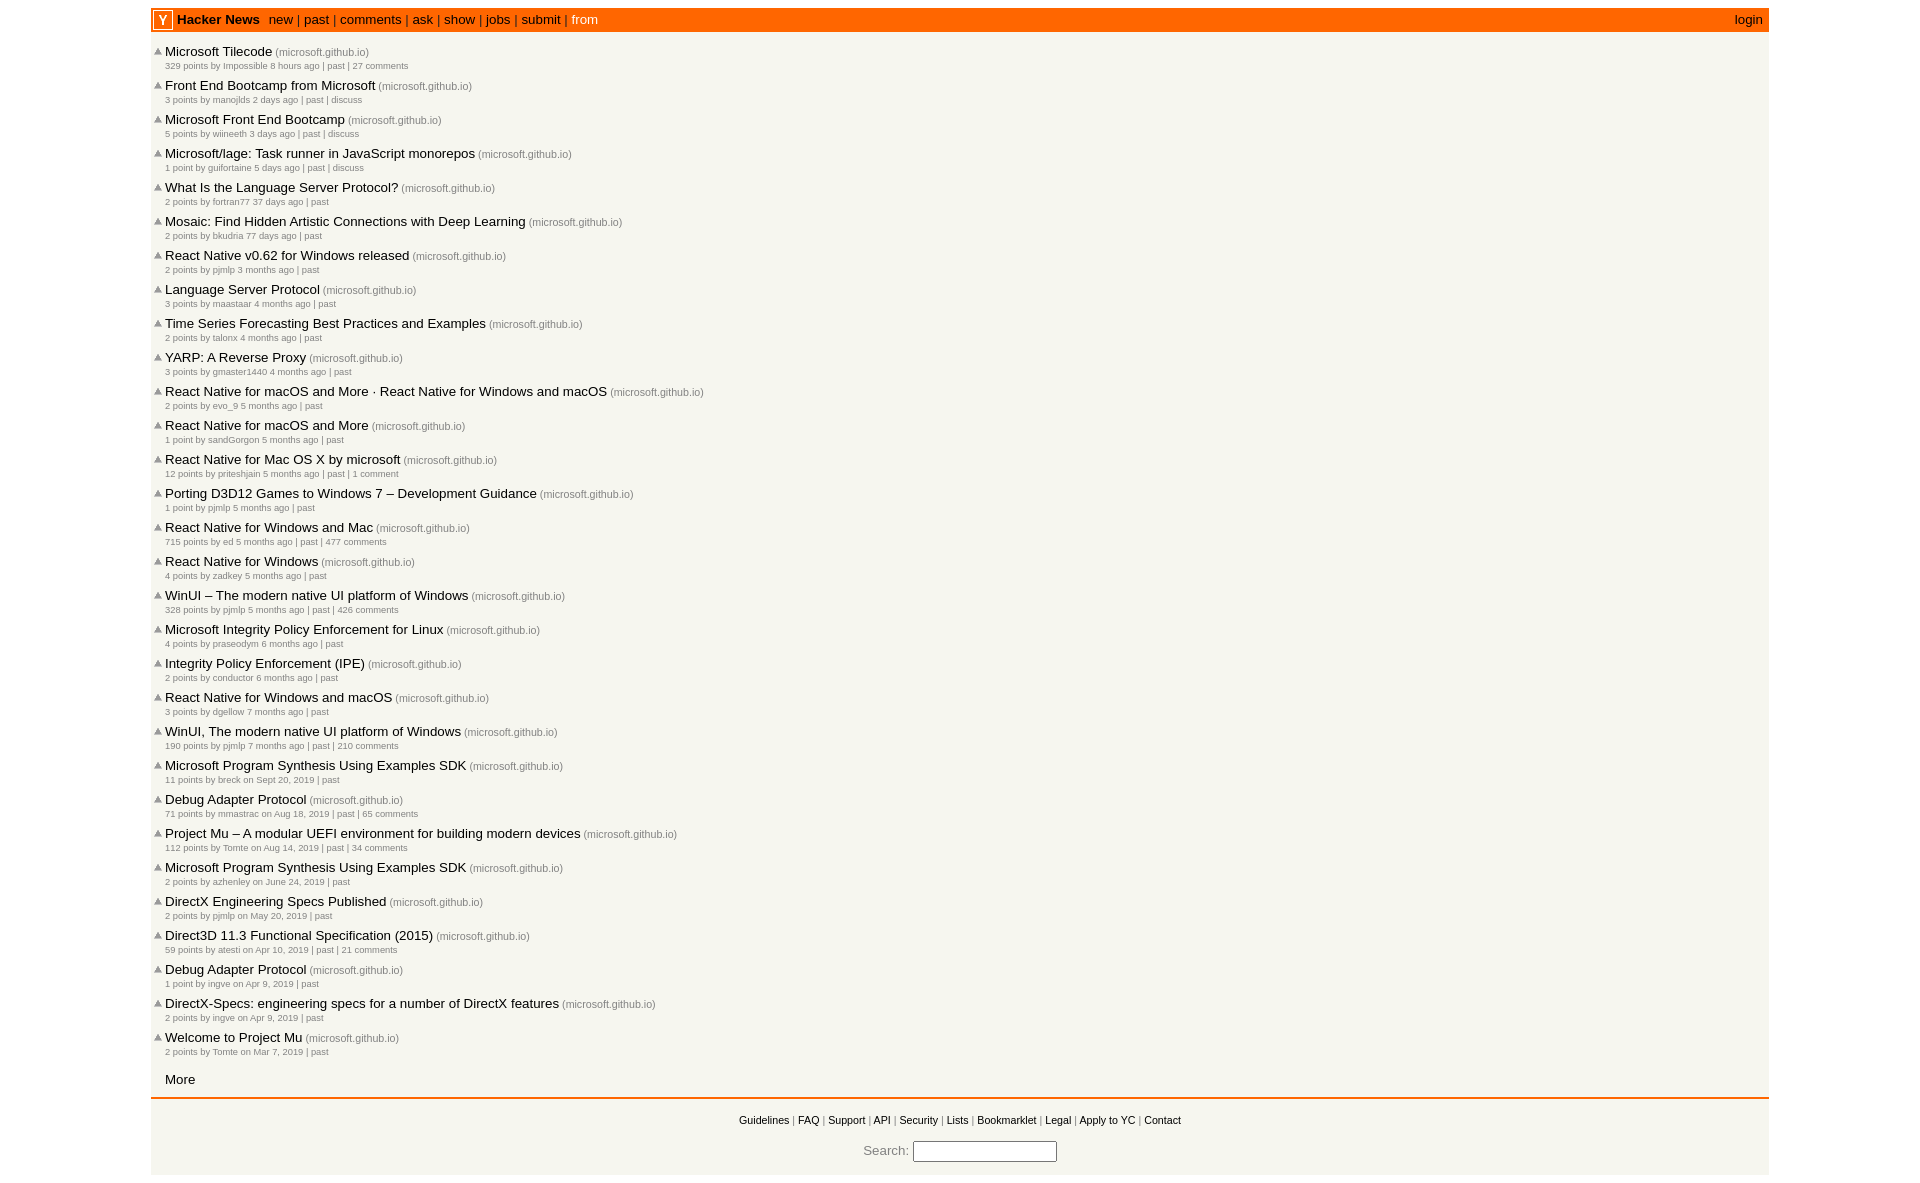 Y Hacker News new | past | comments | ask | show | jobs | submit | from login
Microsoft Tilecode (microsoft.github.io)
329 points by Impossible 8 hours ago | past | 27 comments
Front End Bootcamp from Microsoft (microsoft.github.io)
3 points by manojlds 2 days ago | past | discuss
Microsoft Front End Bootcamp (microsoft.github.io)
5 points by wiineeth 3 days ago | past | discuss
Microsoft/lage: Task runner in JavaScript monorepos (microsoft.github.io)
1 point by guifortaine 5 days ago | past | discuss
What Is the Language Server Protocol? (microsoft.github.io)
2 points by fortran77 37 days ago | past
Mosaic: Find Hidden Artistic Connections with Deep Learning (microsoft.github.io)
2 points by bkudria 77 days ago | past
React Native v0.62 for Windows released (microsoft.github.io)
2 points by pjmlp 3 months ago | past
Language Server Protocol (microsoft.github.io)
3 points by maastaar 4 months ago | past
Time Series Forecasting Best Practices and Examples (microsoft.github.io)
2 points by talonx 4 months ago | past
YARP: A Reverse Proxy (microsoft.github.io)
3 points by gmaster1440 4 months ago | past
React Native for macOS and More · React Native for Windows and macOS (microsoft.github.io)
2 points by evo_9 5 months ago | past
React Native for macOS and More (microsoft.github.io)
1 point by sandGorgon 5 months ago | past
React Native for Mac OS X by microsoft (microsoft.github.io)
12 points by priteshjain 5 months ago | past | 1 comment
Porting D3D12 Games to Windows 7 – Development Guidance (microsoft.github.io)
1 point by pjmlp 5 months ago | past
React Native for Windows and Mac (microsoft.github.io)
715 points by ed 5 months ago | past | 477 comments
React Native for Windows (microsoft.github.io)
4 points by zadkey 5 months ago | past
WinUI – The modern native UI platform of Windows (microsoft.github.io)
328 points by pjmlp 5 months ago | past | 426 comments
Microsoft Integrity Policy Enforcement for Linux (microsoft.github.io)
4 points by praseodym 6 months ago | past
Integrity Policy Enforcement (IPE) (microsoft.github.io)
2 points by conductor 6 months ago | past
React Native for Windows and macOS (microsoft.github.io)
3 points by dgellow 7 months ago | past
WinUI, The modern native UI platform of Windows (microsoft.github.io)
190 points by pjmlp 7 months ago | past | 210 comments
Microsoft Program Synthesis Using Examples SDK (microsoft.github.io)
11 points by breck on Sept 20, 2019 | past
Debug Adapter Protocol (microsoft.github.io)
71 points by mmastrac on Aug 18, 2019 | past | 65 comments
Project Mu – A modular UEFI environment for building modern devices (microsoft.github.io)
112 points by Tomte on Aug 14, 2019 | past | 34 comments
Microsoft Program Synthesis Using Examples SDK (microsoft.github.io)
2 points by azhenley on June 24, 2019 | past
DirectX Engineering Specs Published (microsoft.github.io)
2 points by pjmlp on May 20, 2019 | past
Direct3D 11.3 Functional Specification (2015) (microsoft.github.io)
59 points by atesti on Apr 10, 2019 | past | 21 comments
Debug Adapter Protocol (microsoft.github.io)
1 point by ingve on Apr 9, 2019 | past
DirectX-Specs: engineering specs for a number of DirectX features (microsoft.github.io)
2 points by ingve on Apr 9, 2019 | past
Welcome to Project Mu (microsoft.github.io)
2 points by Tomte on Mar 7, 2019 | past
More
Guidelines | FAQ | Support | API | Security | Lists | Bookmarklet | Legal | Apply to YC | Contact
Search: